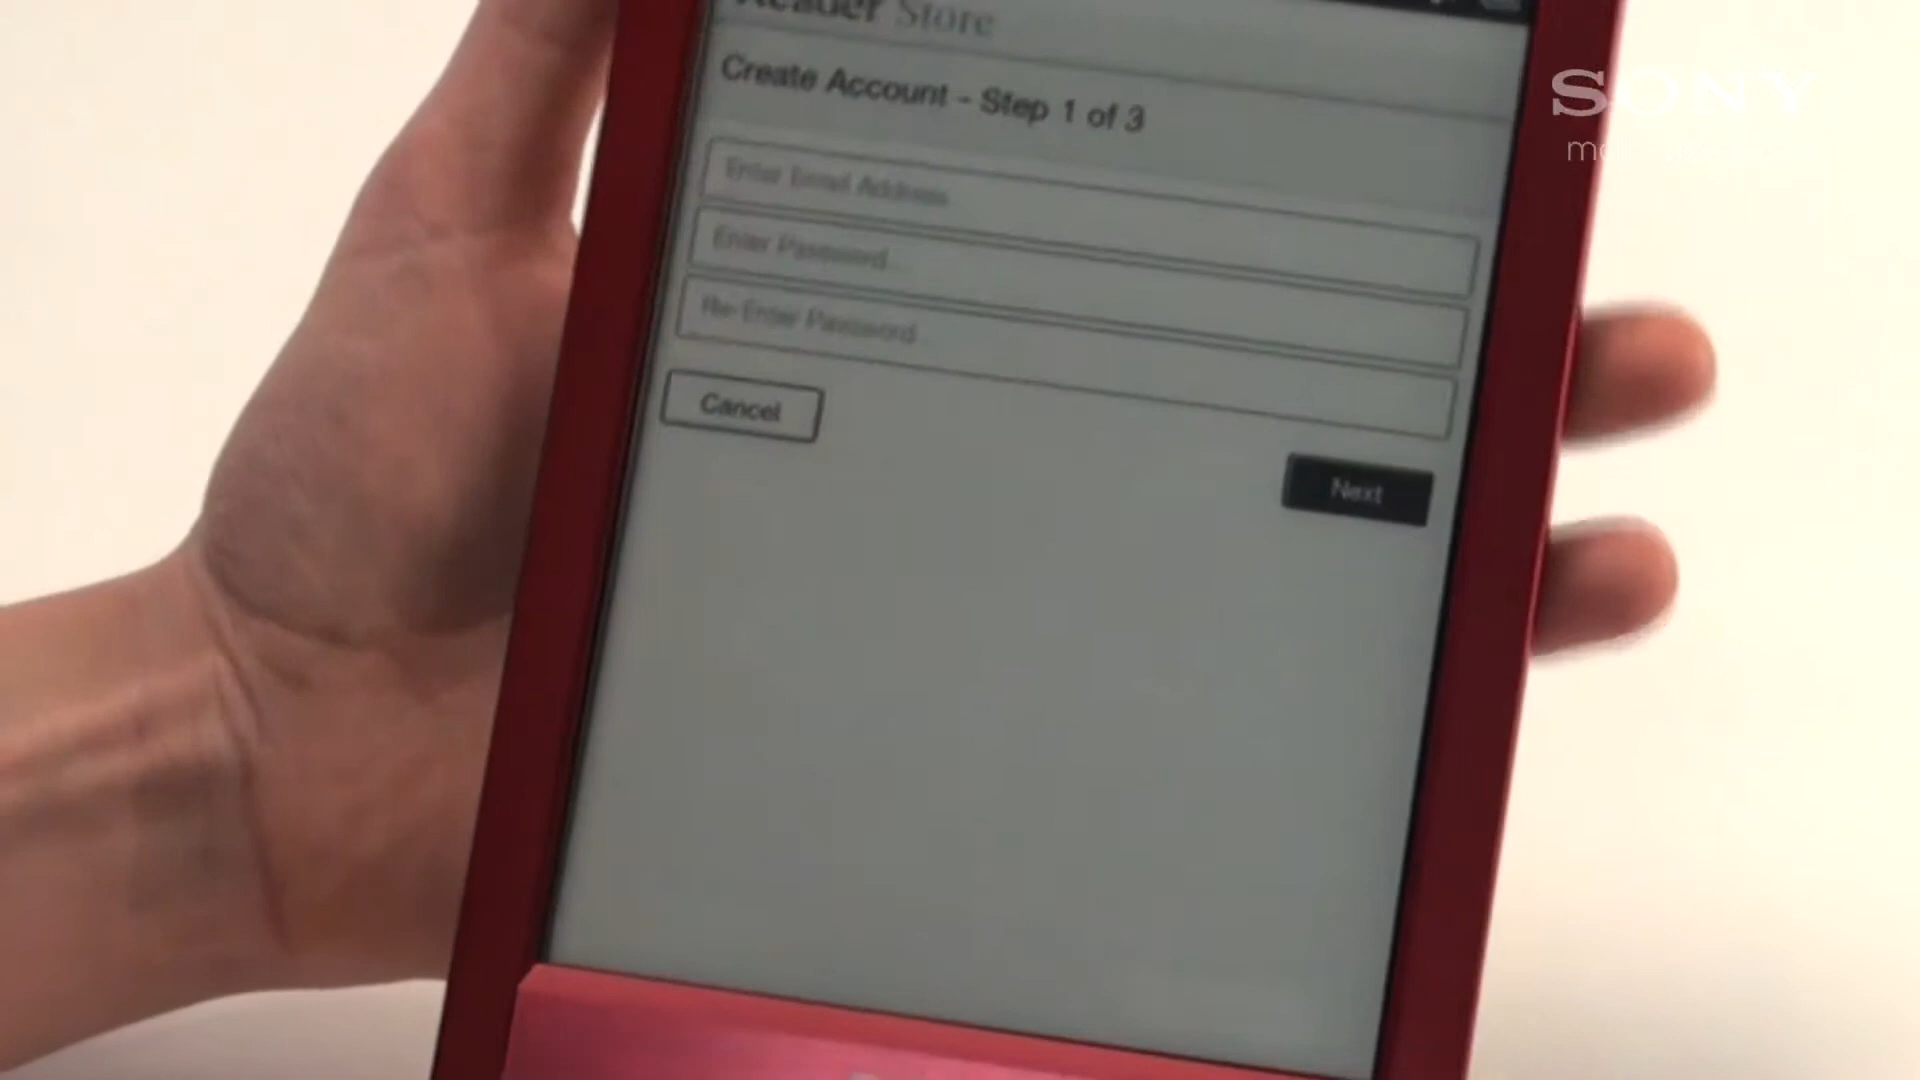 Reader Store
SONY
Create Account - Step 1 of 3
Enter Email Address
Enter Password...
Re-Enter Password...
Cancel
Next